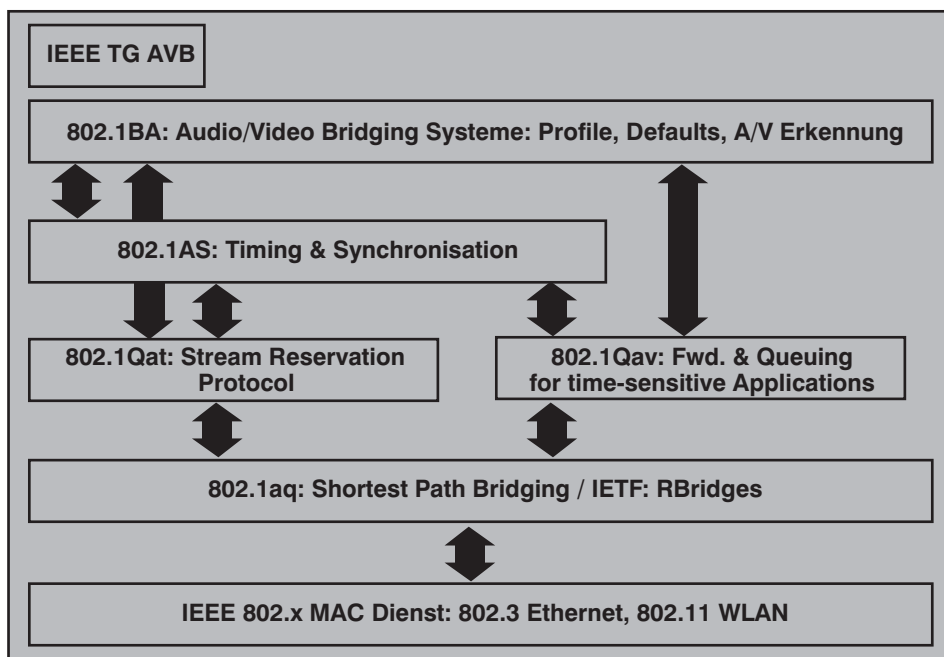 IEEE TG AVB
802.1BA: Audio/Video Bridging Systeme: Profile, Defaults, A/V Erkennung
802.1AS: Timing & Synchronisation
802.1Qat: Stream Reservation
Protocol
802.1Qav: Fwd. & Queuing
for time-sensitive Applications
802.1aq: Shortest Path Bridging / IETF: RBridges
IEEE 802.x MAC Dienst: 802.3 Ethernet, 802.11 WLAN